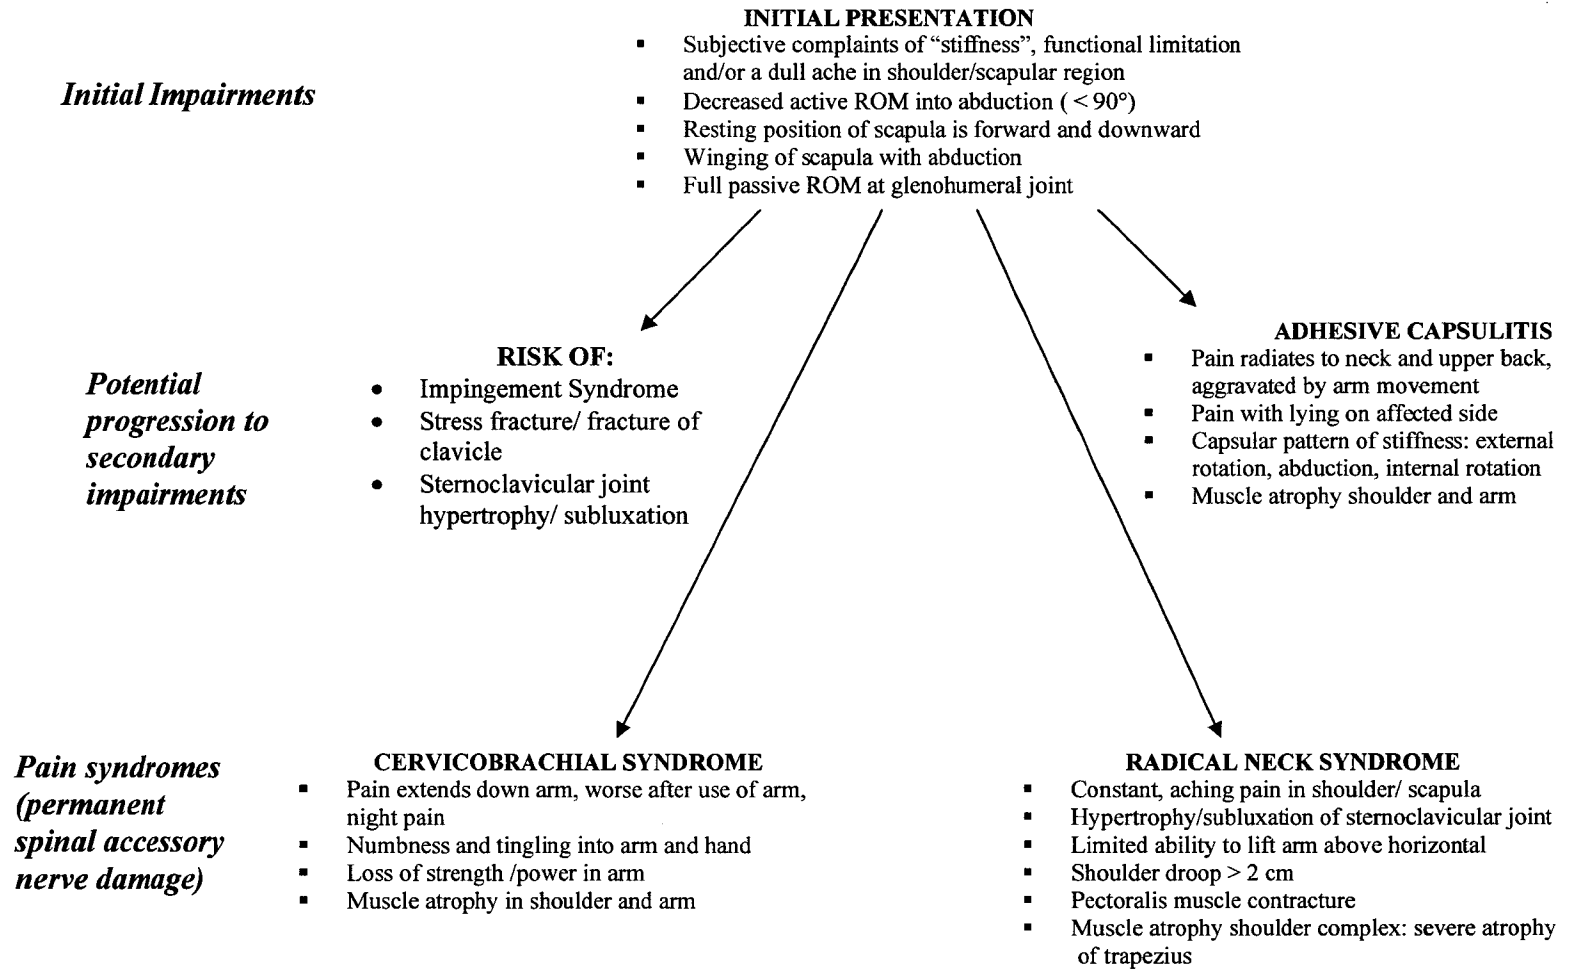 INITIAL PRESENTATION
▪ Subjective complaints of “stiffness”, functional limitation
and/or a dull ache in shoulder/scapular region
▪ Decreased active ROM into abduction ( < 90°)
▪ Resting position of scapula is forward and downward
▪ Winging of scapula with abduction
▪ Full passive ROM at glenohumeral joint
Initial Impairments
Potential
progression to
secondary
impairments
RISK OF:
● Impingement Syndrome
● Stress fracture/ fracture of
clavicle
● Sternoclavicular joint
hypertrophy/ subluxation
ADHESIVE CAPSULITIS
▪ Pain radiates to neck and upper back,
aggravated by arm movement
▪ Pain with lying on affected side
▪ Capsular pattern of stiffness: external
rotation, abduction, internal rotation
▪ Muscle atrophy shoulder and arm
Pain syndromes
(permanent
spinal accessory
nerve damage)
CERVICOBRACHIAL SYNDROME
▪ Pain extends down arm, worse after use of arm,
night pain
▪ Numbness and tingling into arm and hand
▪ Loss of strength /power in arm
▪ Muscle atrophy in shoulder and arm
RADICAL NECK SYNDROME
▪ Constant, aching pain in shoulder/ scapula
▪ Hypertrophy/subluxation of sternoclavicular joint
▪ Limited ability to lift arm above horizontal
▪ Shoulder droop > 2 cm
▪ Pectoralis muscle contracture
▪ Muscle atrophy shoulder complex: severe atrophy
of trapezius